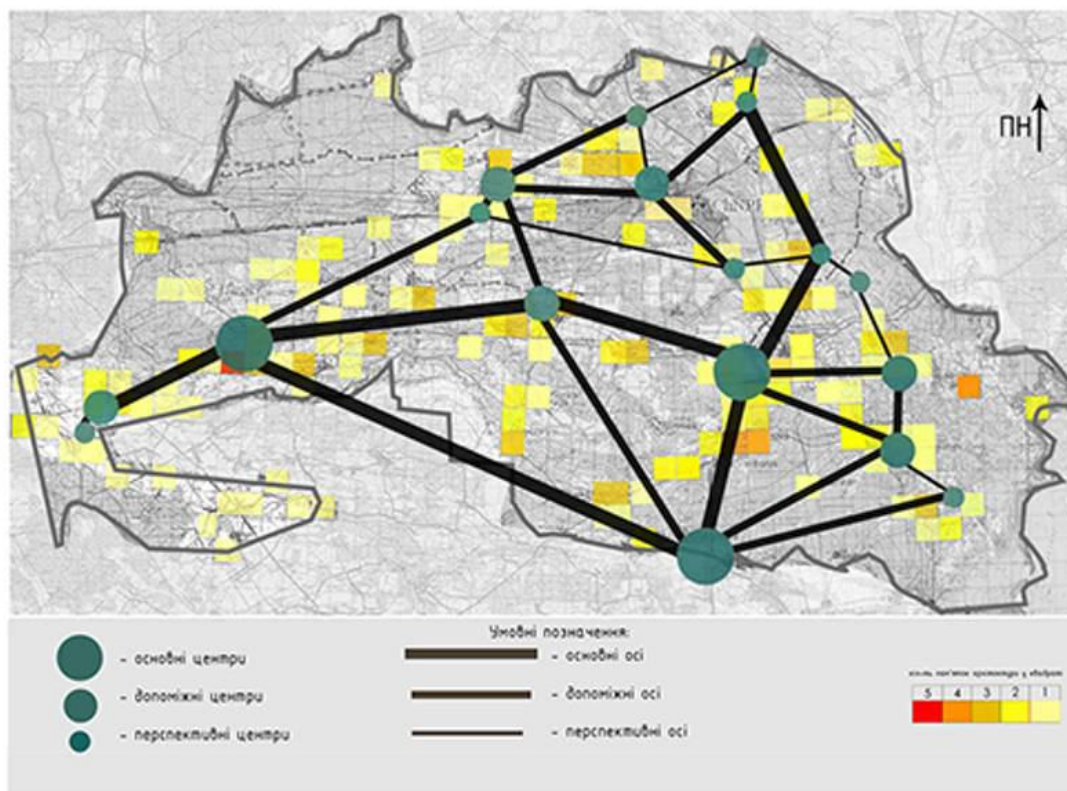 ПН
Умовні позначення:
- основні центри
- допоміжні центри
- перспективні центри
- основні осі
- допоміжні осі
- перспективні осі
5 4 3 2 1